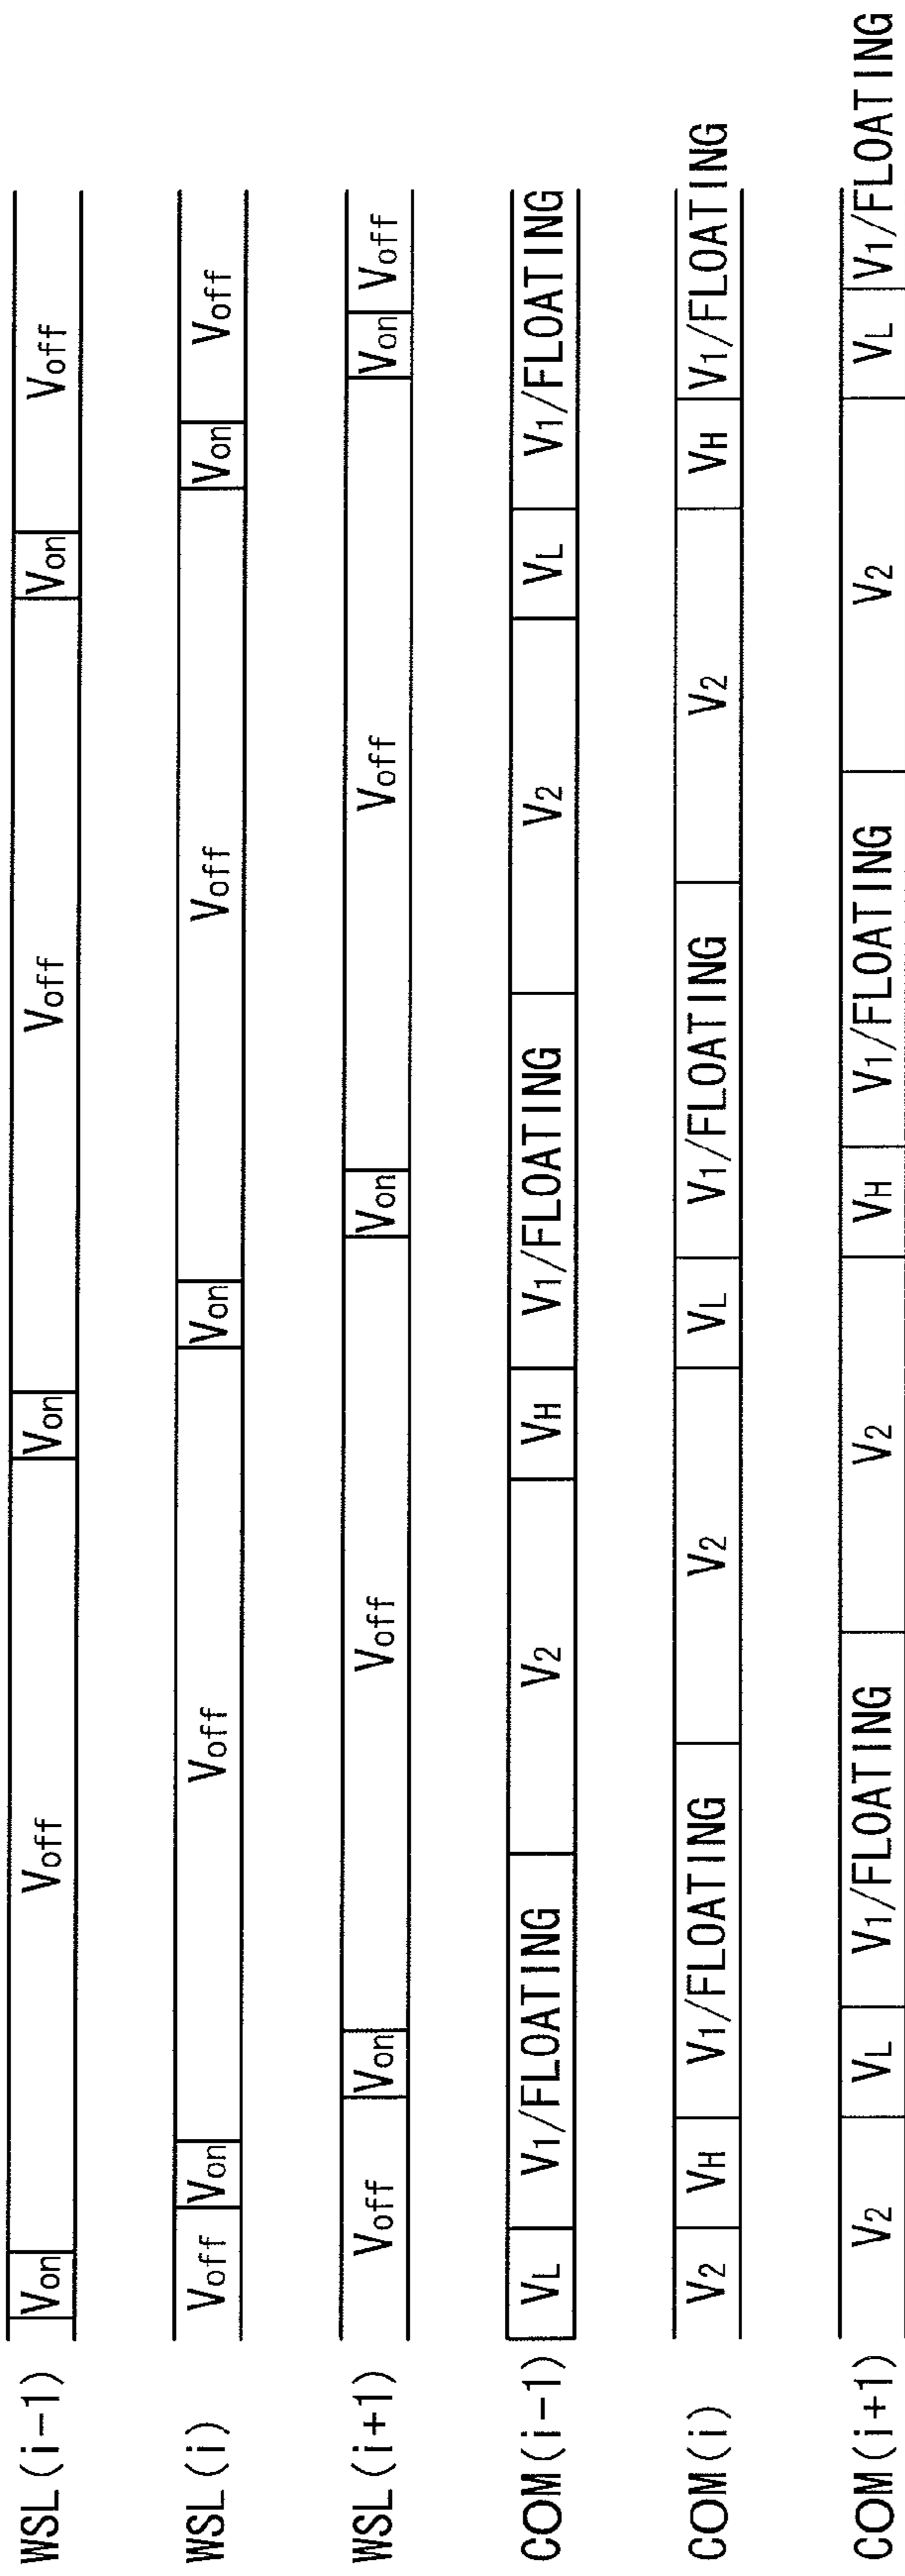 WSL(i-1) Von Voff Von Voff Von Voff
WSL(i) Voff Von Voff Von Voff Von Voff
WSL(i+1) Voff Von Voff Von Voff Von Voff
COM(i-1) VL V1/FLOATING V2 VH V1/FLOATING V2 VL V1/FLOATING
COM(i) V2 VH V1/FLOATING V2 VL V1/FLOATING V2 VH V1/FLOATING
COM(i+1) V2 VL V1/FLOATING V2 VH V1/FLOATING V2 VL V1/FLOATING